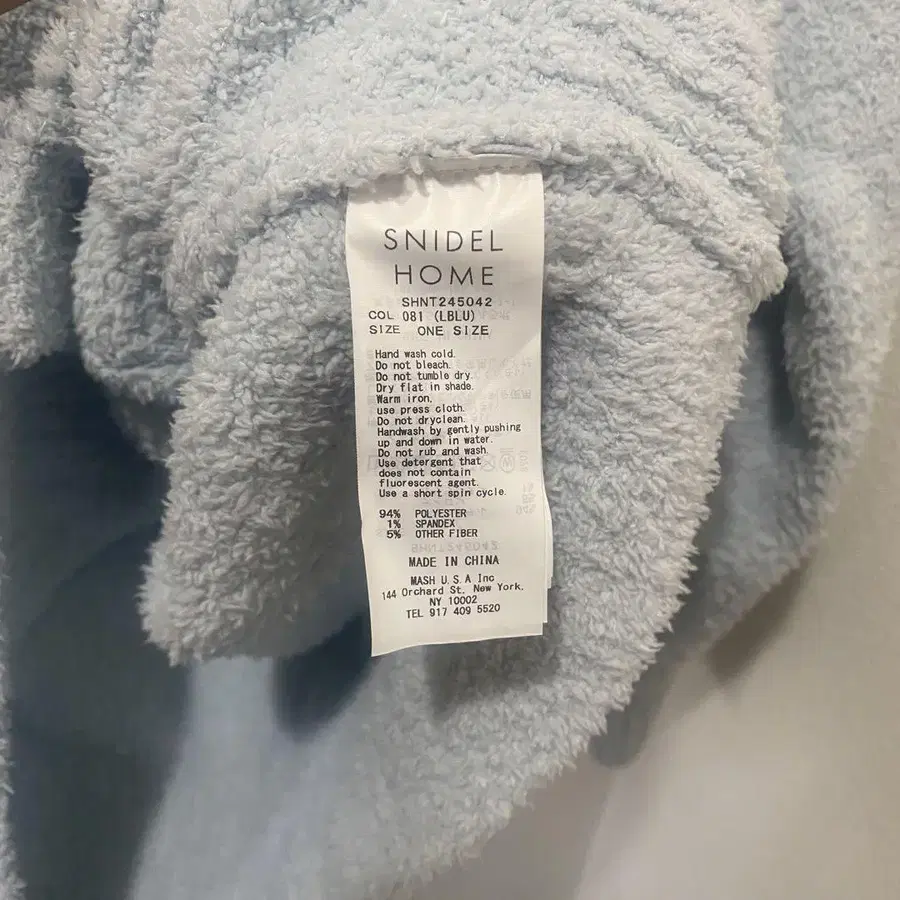 SNIDEL
HOME
SHNT245042
COL 081 (LBLU)
SIZE ONE SIZE
Hand wash cold.
Do not bleach.
Do not tumble dry.
Dry flat in shade.
Warm iron,
use press cloth.
Do not dryclean.
Handwash by gently pushing
up and down in water.
Do not rub and wash.
Use detergent that
does not contain
fluorescent agent.
Use a short spin cycle.
94% POLYESTER
1% SPANDEX
5% OTHER FIBER
MADE IN CHINA
MASH U.S.A Inc
144 Orchard St. New York,
NY 10002
TEL 917 409 5520